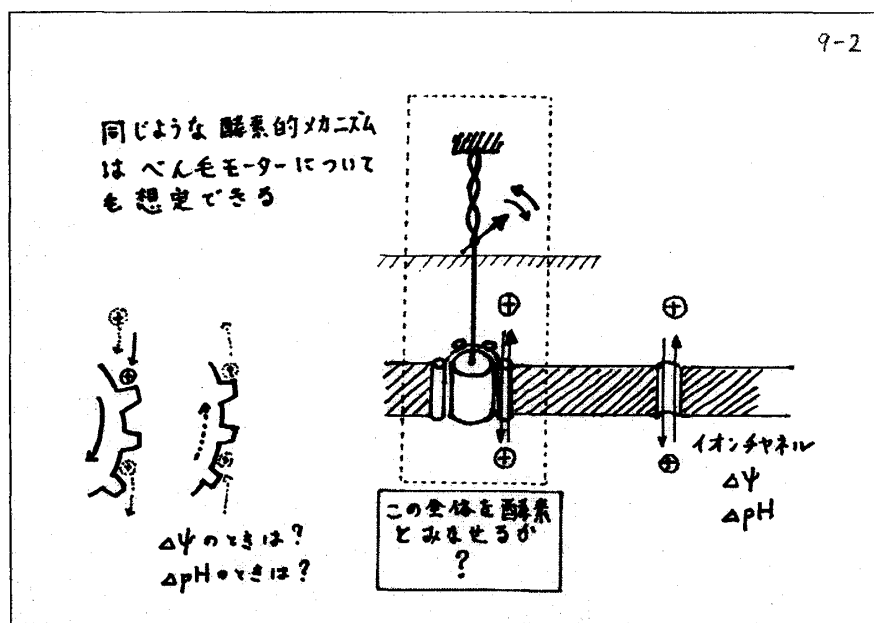 9-2
同じような 酵素的メカニズム
は べん毛モーターについて
も 想定できる
イオンチャネル
ΔΨ
ΔpH
ΔΨのときは?
ΔpHのときは?
この全体を酵素
とみなせるか
?